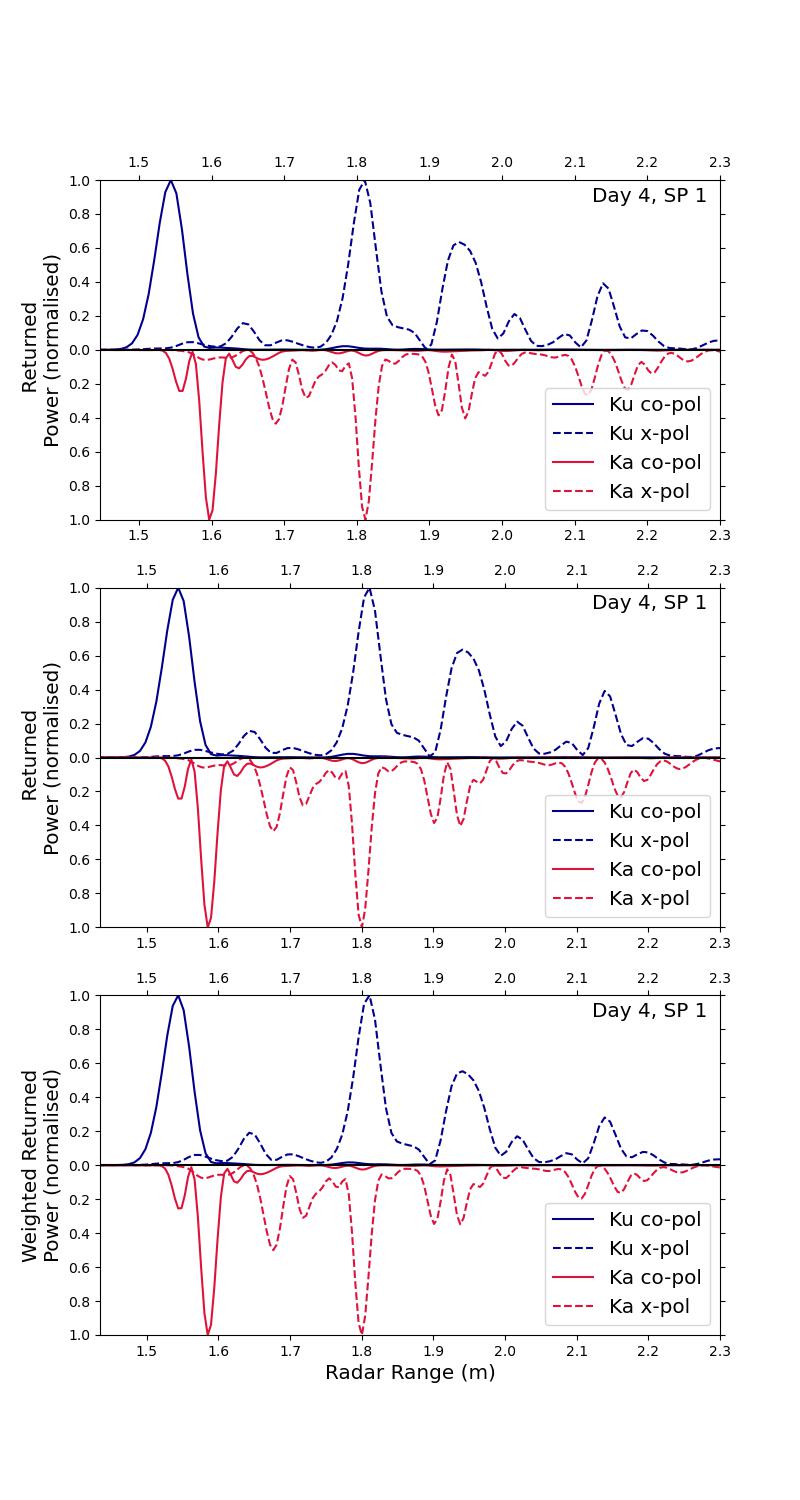 1.5 1.6 1.7 1.8 1.9 2.0 2.1 2.2 2.3
Returned
Power (normalised)
1.0
0.8
0.6
0.4
0.2
0.0
0.2
0.4
0.6
0.8
1.0
Day 4, SP 1
Ku co-pol
Ku x-pol
Ka co-pol
Ka x-pol
1.5 1.6 1.7 1.8 1.9 2.0 2.1 2.2 2.3
1.5 1.6 1.7 1.8 1.9 2.0 2.1 2.2 2.3
Returned
Power (normalised)
1.0
0.8
0.6
0.4
0.2
0.0
0.2
0.4
0.6
0.8
1.0
Day 4, SP 1
Ku co-pol
Ku x-pol
Ka co-pol
Ka x-pol
1.5 1.6 1.7 1.8 1.9 2.0 2.1 2.2 2.3
1.5 1.6 1.7 1.8 1.9 2.0 2.1 2.2 2.3
Weighted Returned
Power (normalised)
1.0
0.8
0.6
0.4
0.2
0.0
0.2
0.4
0.6
0.8
1.0
Day 4, SP 1
Ku co-pol
Ku x-pol
Ka co-pol
Ka x-pol
1.5 1.6 1.7 1.8 1.9 2.0 2.1 2.2 2.3
Radar Range (m)